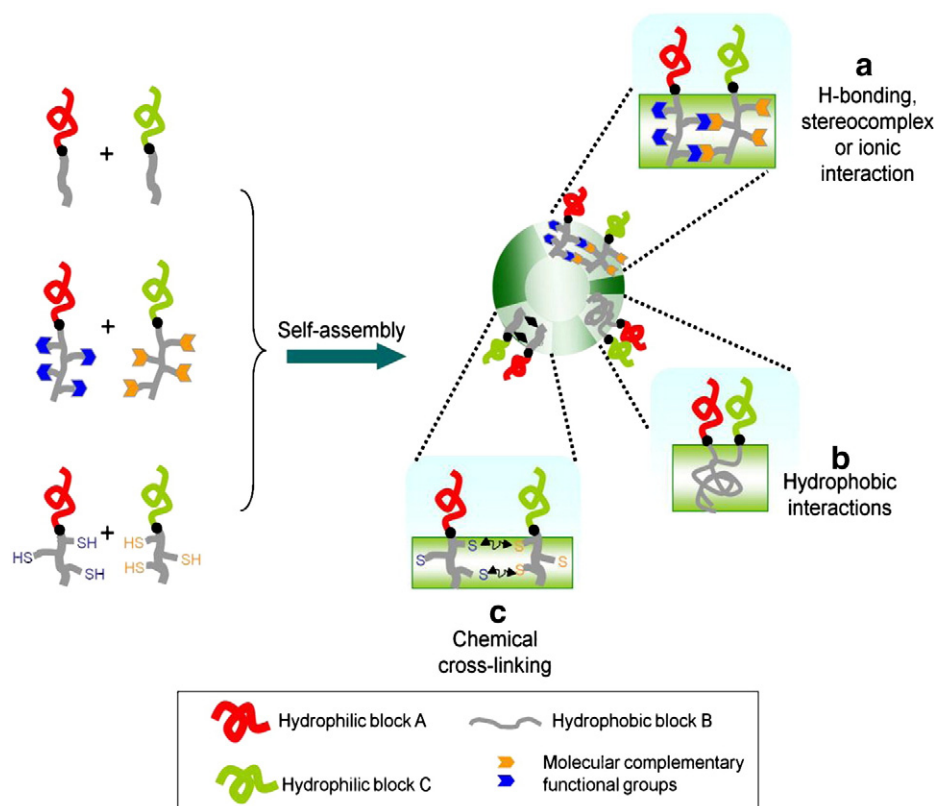 a
H-bonding,
stereocomplex
or ionic
interaction
+
+
Self-assembly
b
Hydrophobic
interactions
+
HS
SH
SH
HS
HS
SH
S
S
S
S
S
S
c
Chemical
cross-linking
Hydrophilic block A
Hydrophobic block B
Hydrophilic block C
Molecular complementary
functional groups